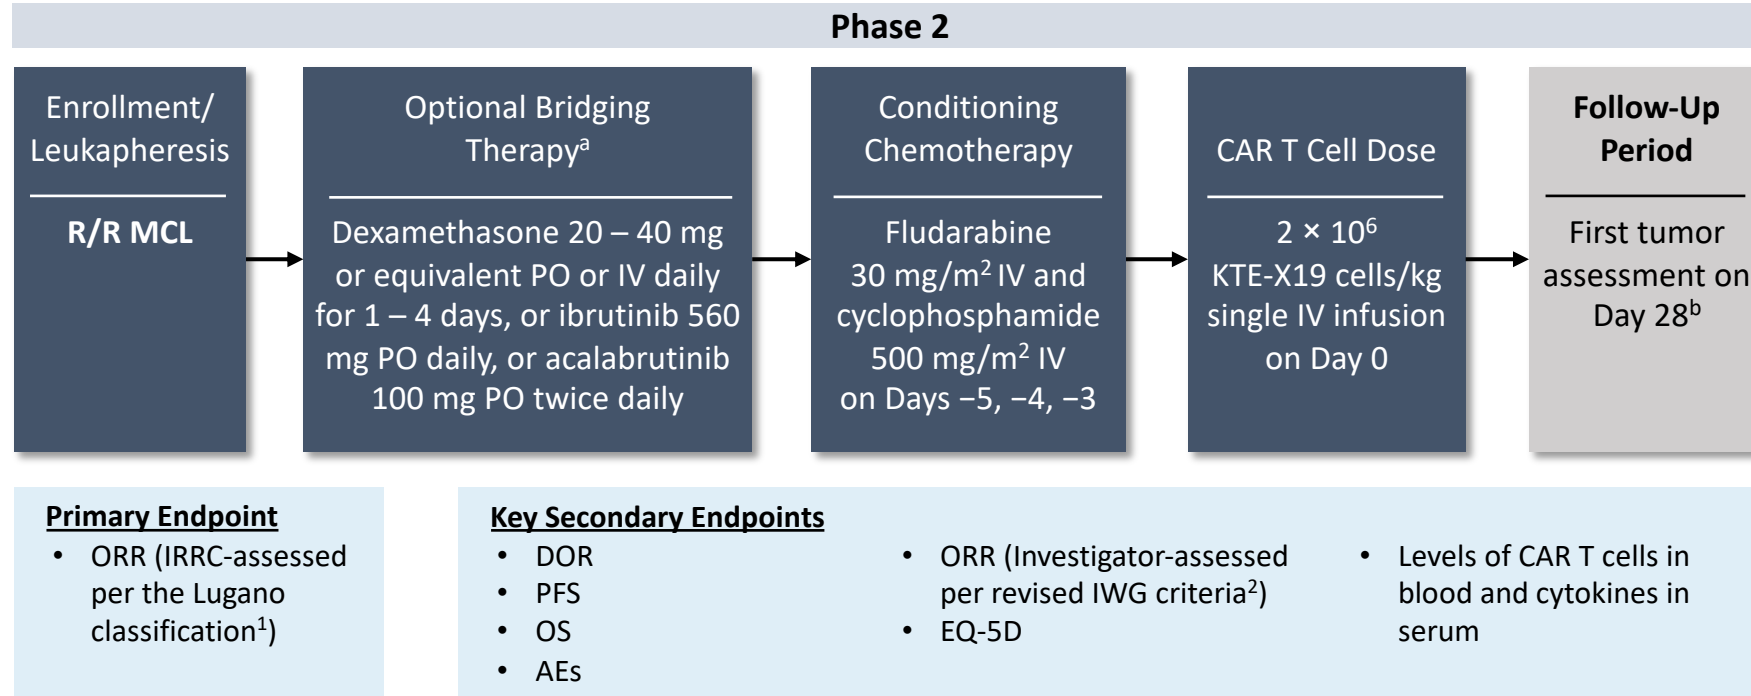 Phase 2
Enrollment/
Leukapheresis
R/R MCL
Optional Bridging
Therapyᵃ
Dexamethasone 20 – 40 mg
or equivalent PO or IV daily
for 1 – 4 days, or ibrutinib 560
mg PO daily, or acalabrutinib
100 mg PO twice daily
Conditioning
Chemotherapy
Fludarabine
30 mg/m² IV and
cyclophosphamide
500 mg/m² IV
on Days −5, −4, −3
CAR T Cell Dose
2 × 10⁶
KTE-X19 cells/kg
single IV infusion
on Day 0
Follow-Up
Period
First tumor
assessment on
Day 28ᵇ
Primary Endpoint
• ORR (IRRC-assessed
per the Lugano
classification¹)
Key Secondary Endpoints
• DOR
• PFS
• OS
• AEs
• ORR (Investigator-assessed
per revised IWG criteria²)
• EQ-5D
• Levels of CAR T cells in
blood and cytokines in
serum